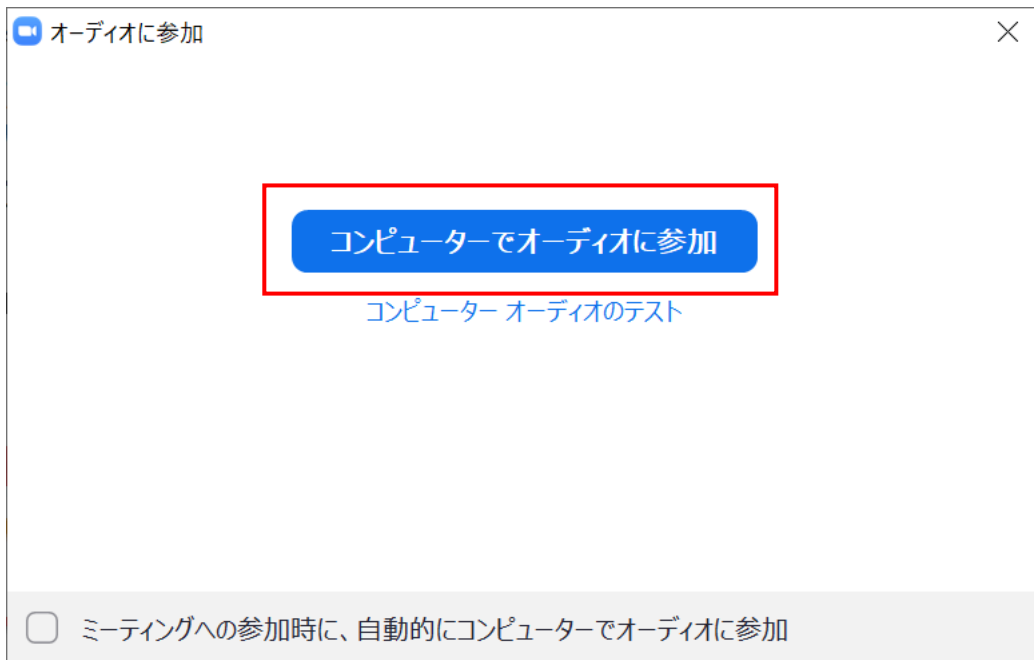 オーディオに参加
コンピューターでオーディオに参加
コンピューター オーディオのテスト
ミーティングへの参加時に、自動的にコンピューターでオーディオに参加